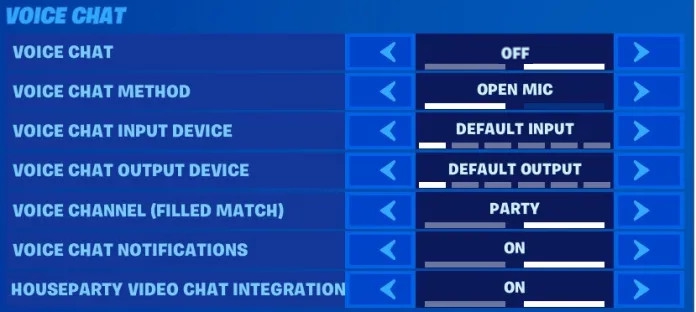 VOICE CHAT
VOICE CHAT OFF
VOICE CHAT METHOD OPEN MIC
VOICE CHAT INPUT DEVICE DEFAULT INPUT
VOICE CHAT OUTPUT DEVICE DEFAULT OUTPUT
VOICE CHANNEL (FILLED MATCH) PARTY
VOICE CHAT NOTIFICATIONS ON
HOUSEPARTY VIDEO CHAT INTEGRATION ON